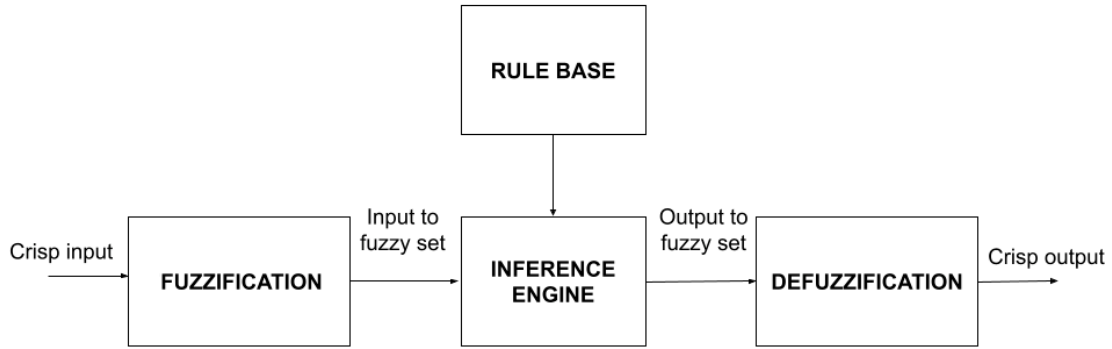 RULE BASE
Crisp input
FUZZIFICATION
Input to
fuzzy set
INFERENCE
ENGINE
Output to
fuzzy set
DEFUZZIFICATION
Crisp output